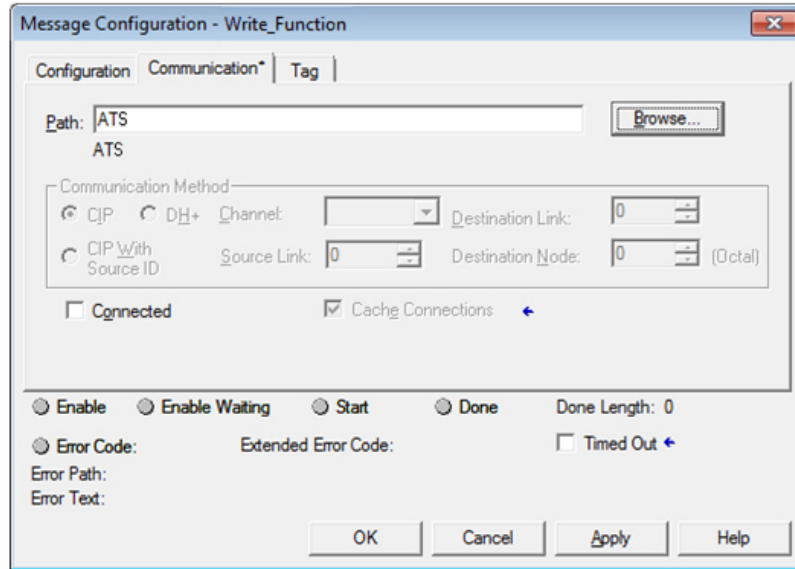 Message Configuration - Write_Function
Configuration Communication* Tag
Path: ATS Browse...
ATS
Communication Method
CIP DH+ Channel: Destination Link: 0
CIP With Source ID Source Link: 0 Destination Node: 0 (Octal)
Connected Cache Connections
Enable Enable Waiting Start Done Done Length: 0
Error Code: Extended Error Code: Timed Out
Error Path:
Error Text:
OK Cancel Apply Help